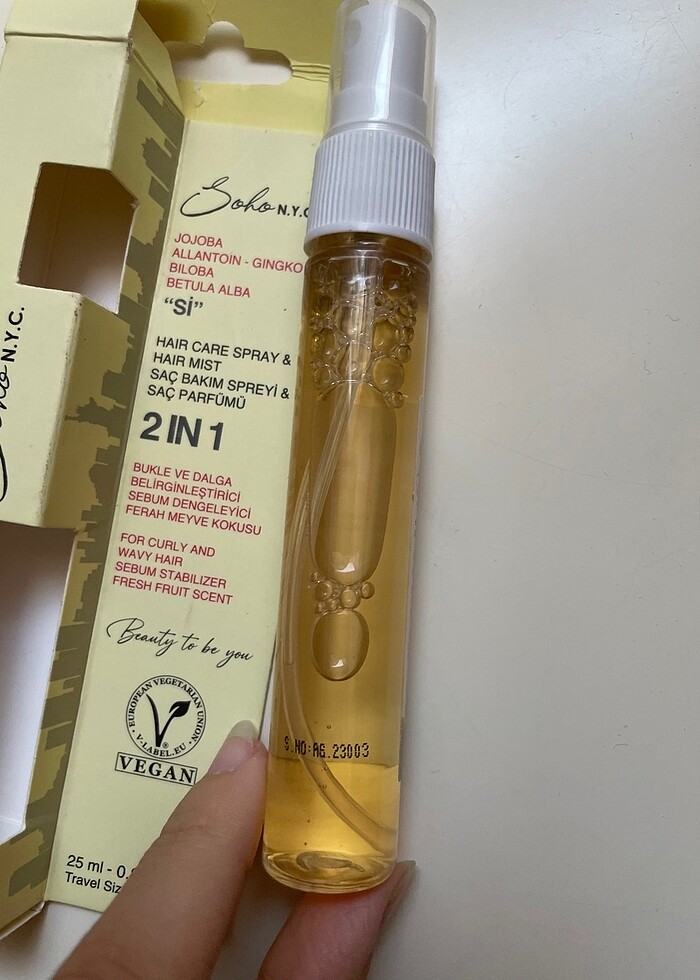 Soho N.Y.C
JOJOBA
ALLANTOIN - GINGKO
BILOBA
BETULA ALBA
“Sİ”
HAIR CARE SPRAY &
HAIR MIST
SAÇ BAKIM SPREYİ &
SAÇ PARFÜMÜ
2 IN 1
BUKLE VE DALGA
BELİRGİNLEŞTİRİCİ
SEBUM DENGELEYİCİ
FERAH MEYVE KOKUSU
FOR CURLY AND
WAVY HAIR
SEBUM STABILIZER
FRESH FRUIT SCENT
Beauty to be you
EUROPEAN VEGETARIAN UNION
V-LABEL.EU
®
VEGAN
25 ml - 0.
Travel Siz
N.Y.C.
S.NO:A6.23003